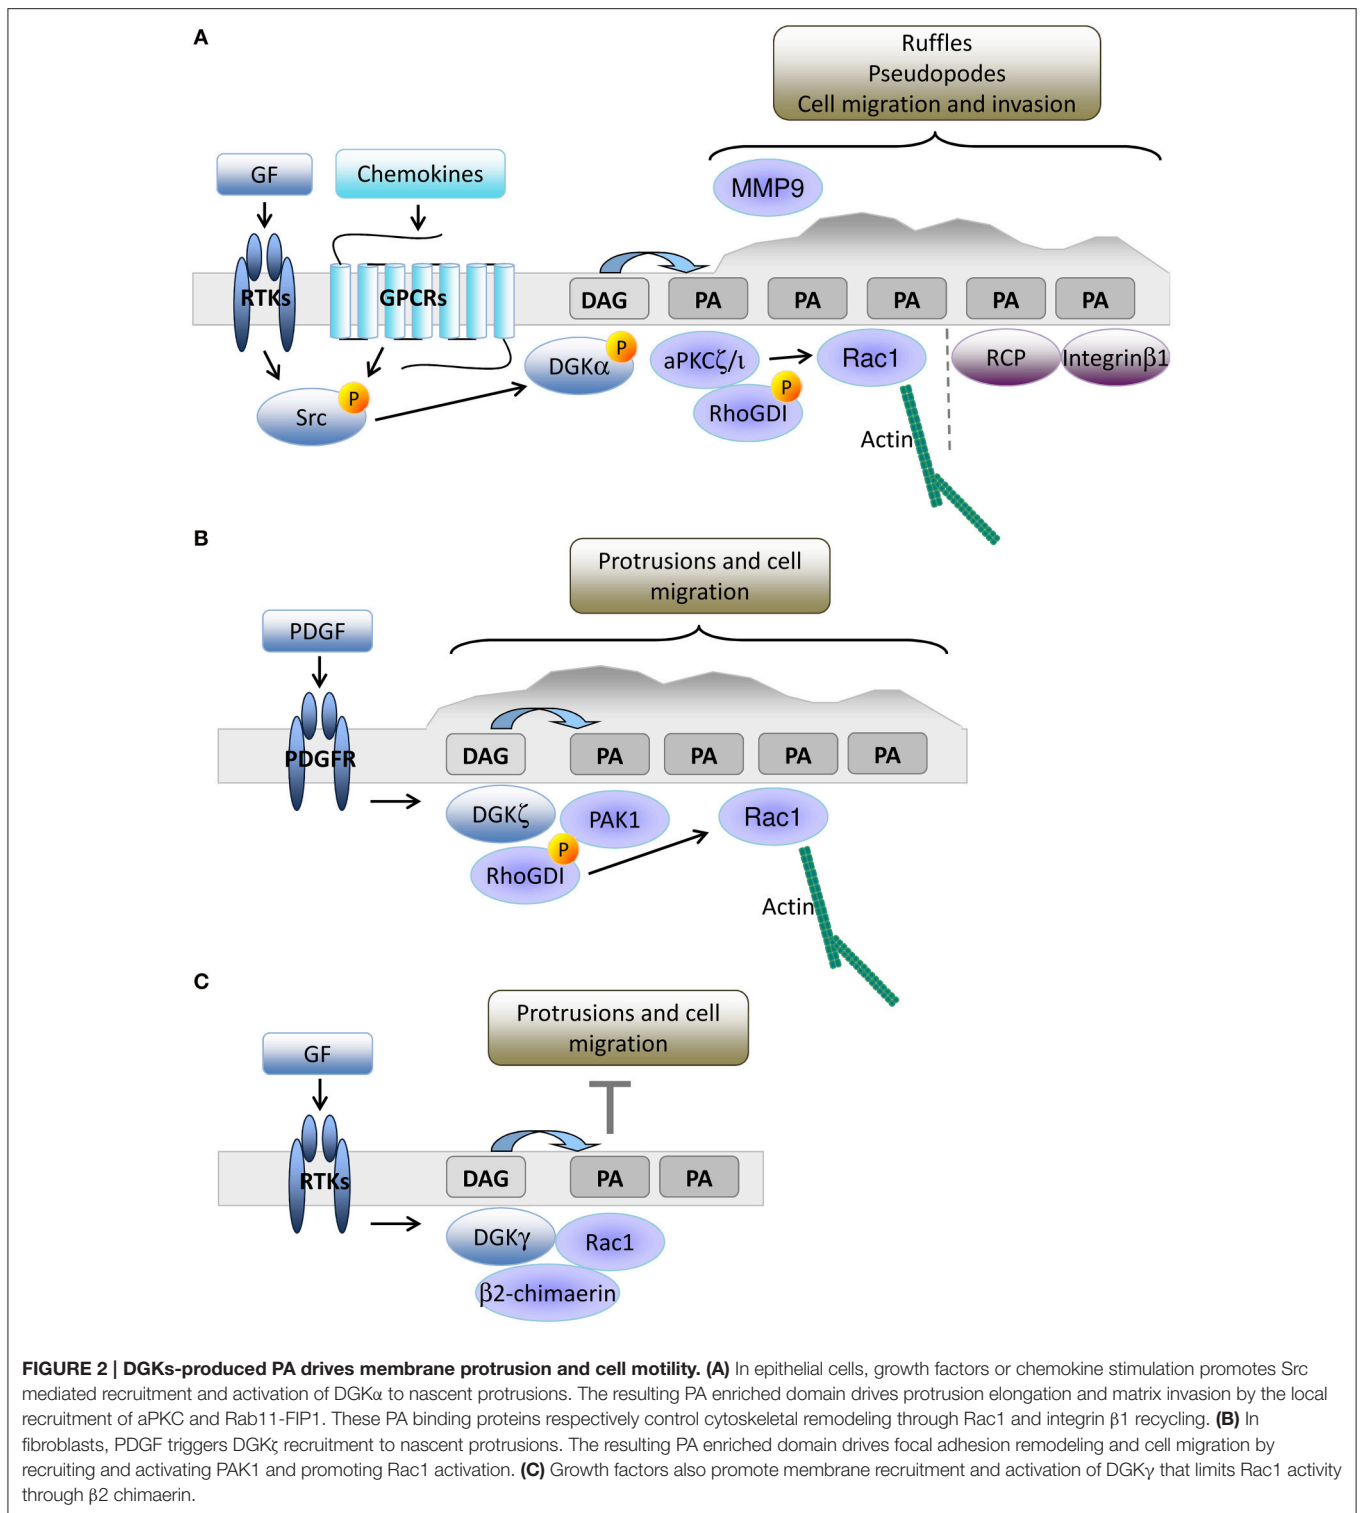 A
Ruffles
Pseudopodes
Cell migration and invasion
GF
Chemokines
MMP9
RTKs
GPCRs
DAG
PA
PA
PA
PA
PA
DGKα
P
aPKCζ/ι
Rac1
RCP
Integrinβ1
Src
P
RhoGDI
P
Actin
B
Protrusions and cell
migration
PDGF
PDGFR
DAG
PA
PA
PA
PA
DGKζ
PAK1
Rac1
P
RhoGDI
Actin
C
Protrusions and cell
migration
GF
RTKs
DAG
PA
PA
DGKγ
Rac1
β2-chimaerin
FIGURE 2 | DGKs-produced PA drives membrane protrusion and cell motility. (A) In epithelial cells, growth factors or chemokine stimulation promotes Src
mediated recruitment and activation of DGKα to nascent protrusions. The resulting PA enriched domain drives protrusion elongation and matrix invasion by the local
recruitment of aPKC and Rab11-FIP1. These PA binding proteins respectively control cytoskeletal remodeling through Rac1 and integrin β1 recycling. (B) In
fibroblasts, PDGF triggers DGKζ recruitment to nascent protrusions. The resulting PA enriched domain drives focal adhesion remodeling and cell migration by
recruiting and activating PAK1 and promoting Rac1 activation. (C) Growth factors also promote membrane recruitment and activation of DGKγ that limits Rac1 activity
through β2 chimaerin.